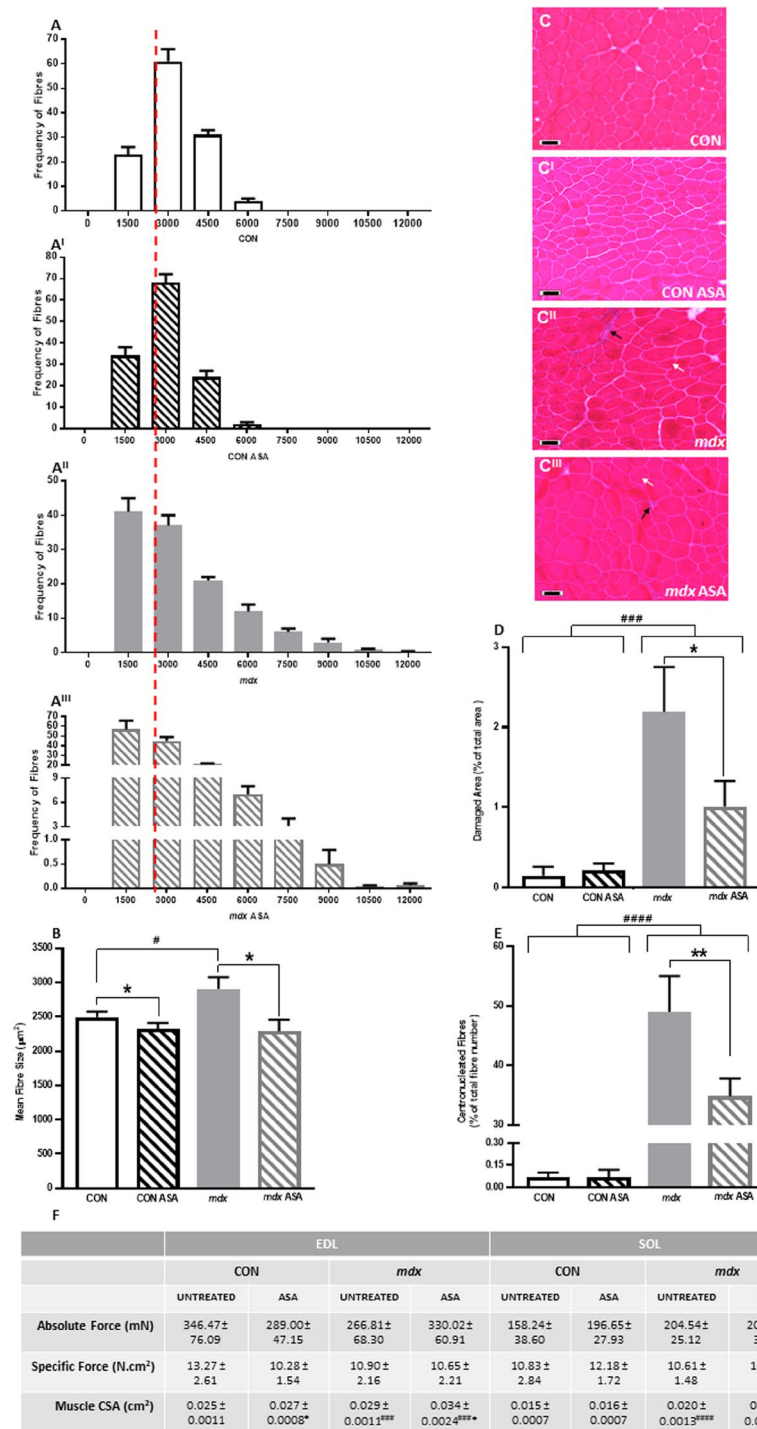 A
Frequency of Fibres
70
60
50
40
30
20
10
0
0 1500 3000 4500 6000 7500 9000 10500 12000
CON
A^I
Frequency of Fibres
80
70
60
50
40
30
20
10
0
0 1500 3000 4500 6000 7500 9000 10500 12000
CON ASA
A^II
Frequency of Fibres
50
40
30
20
10
0
0 1500 3000 4500 6000 7500 9000 10500 12000
mdx
A^III
Frequency of Fibres
70
60
50
40
30
20
9
6
3
1.0
0.5
0.0
0 1500 3000 4500 6000 7500 9000 10500 12000
mdx ASA
B
Mean Fibre Size (µm²)
3500
3000
2500
2000
1500
1000
500
0
#
*
*
CON CON ASA mdx mdx ASA
C
CON
C^I
CON ASA
C^II
mdx
C^III
mdx ASA
D
Damaged Area (% of total area)
3
2
1
0
###
*
CON CON ASA mdx mdx ASA
E
Centronucleated Fibres
(% of total fibre number)
60
50
40
30
0.30
0.15
0.00
####
**
CON CON ASA mdx mdx ASA
F
EDL SOL
CON mdx CON mdx
UNTREATED ASA UNTREATED ASA UNTREATED ASA UNTREATED
Absolute Force (mN) 346.47± 289.00± 266.81± 330.02± 158.24± 196.65± 204.54± 20
76.09 47.15 68.30 60.91 38.60 27.93 25.12 3
Specific Force (N.cm²) 13.27± 10.28± 10.90± 10.65± 10.83± 12.18± 10.61± 10
2.61 1.54 2.16 2.21 2.84 1.72 1.48
Muscle CSA (cm²) 0.025± 0.027± 0.029± 0.034± 0.015± 0.016± 0.020± 0.
0.0011 0.0008* 0.0011### 0.0024###* 0.0007 0.0007 0.0013#### 0.0